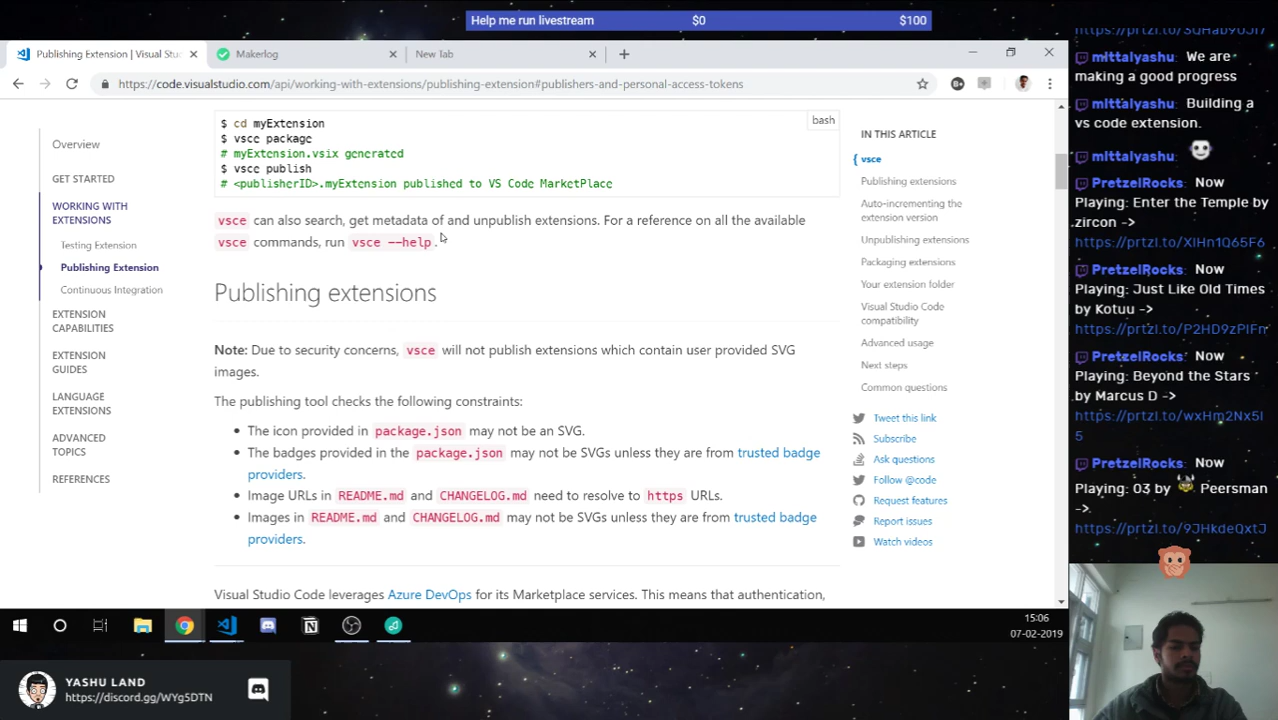 Help me run livestream $0 $100
Publishing Extension | Visual Stu
Makerlog
New Tab
https://code.visualstudio.com/api/working-with-extensions/publishing-extension#publishers-and-personal-access-tokens
Overview
GET STARTED
WORKING WITH
EXTENSIONS
Testing Extension
Publishing Extension
Continuous Integration
EXTENSION
CAPABILITIES
EXTENSION
GUIDES
LANGUAGE
EXTENSIONS
ADVANCED
TOPICS
REFERENCES
bash
$ cd myExtension
$ vsce package
# myExtension.vsix generated
$ vsce publish
# <publisherID>.myExtension published to VS Code MarketPlace
vsce can also search, get metadata of and unpublish extensions. For a reference on all the available
vsce commands, run vsce --help.
Publishing extensions
Note: Due to security concerns, vsce will not publish extensions which contain user provided SVG
images.
The publishing tool checks the following constraints:
• The icon provided in package.json may not be an SVG.
• The badges provided in the package.json may not be SVGs unless they are from trusted badge
providers.
• Image URLs in README.md and CHANGELOG.md need to resolve to https URLs.
• Images in README.md and CHANGELOG.md may not be SVGs unless they are from trusted badge
providers.
Visual Studio Code leverages Azure DevOps for its Marketplace services. This means that authentication,
IN THIS ARTICLE
vsce
Publishing extensions
Auto-incrementing the
extension version
Unpublishing extensions
Packaging extensions
Your extension folder
Visual Studio Code
compatibility
Advanced usage
Next steps
Common questions
Tweet this link
Subscribe
Ask questions
Follow @code
Request features
Report issues
Watch videos
15:06
07-02-2019
mittalyashu: We are
making a good progress
mittalyashu: Building a
vs code extension.
mittalyashu:
PretzelRocks: Now
Playing: Enter the Temple by
zircon ->
https://prtzl.to/XlHn1Q65F6
PretzelRocks: Now
Playing: Just Like Old Times
by Kotuu ->
https://prtzl.to/P2HD9zPlFn
PretzelRocks: Now
Playing: Beyond the Stars
by Marcus D ->
https://prtzl.to/wxHm2Nx5l
5
PretzelRocks: Now
Playing: 03 by Peersman
->
https://prtzl.to/9JHkdeQxtJ
YASHU LAND
https://discord.gg/WYg5DTN